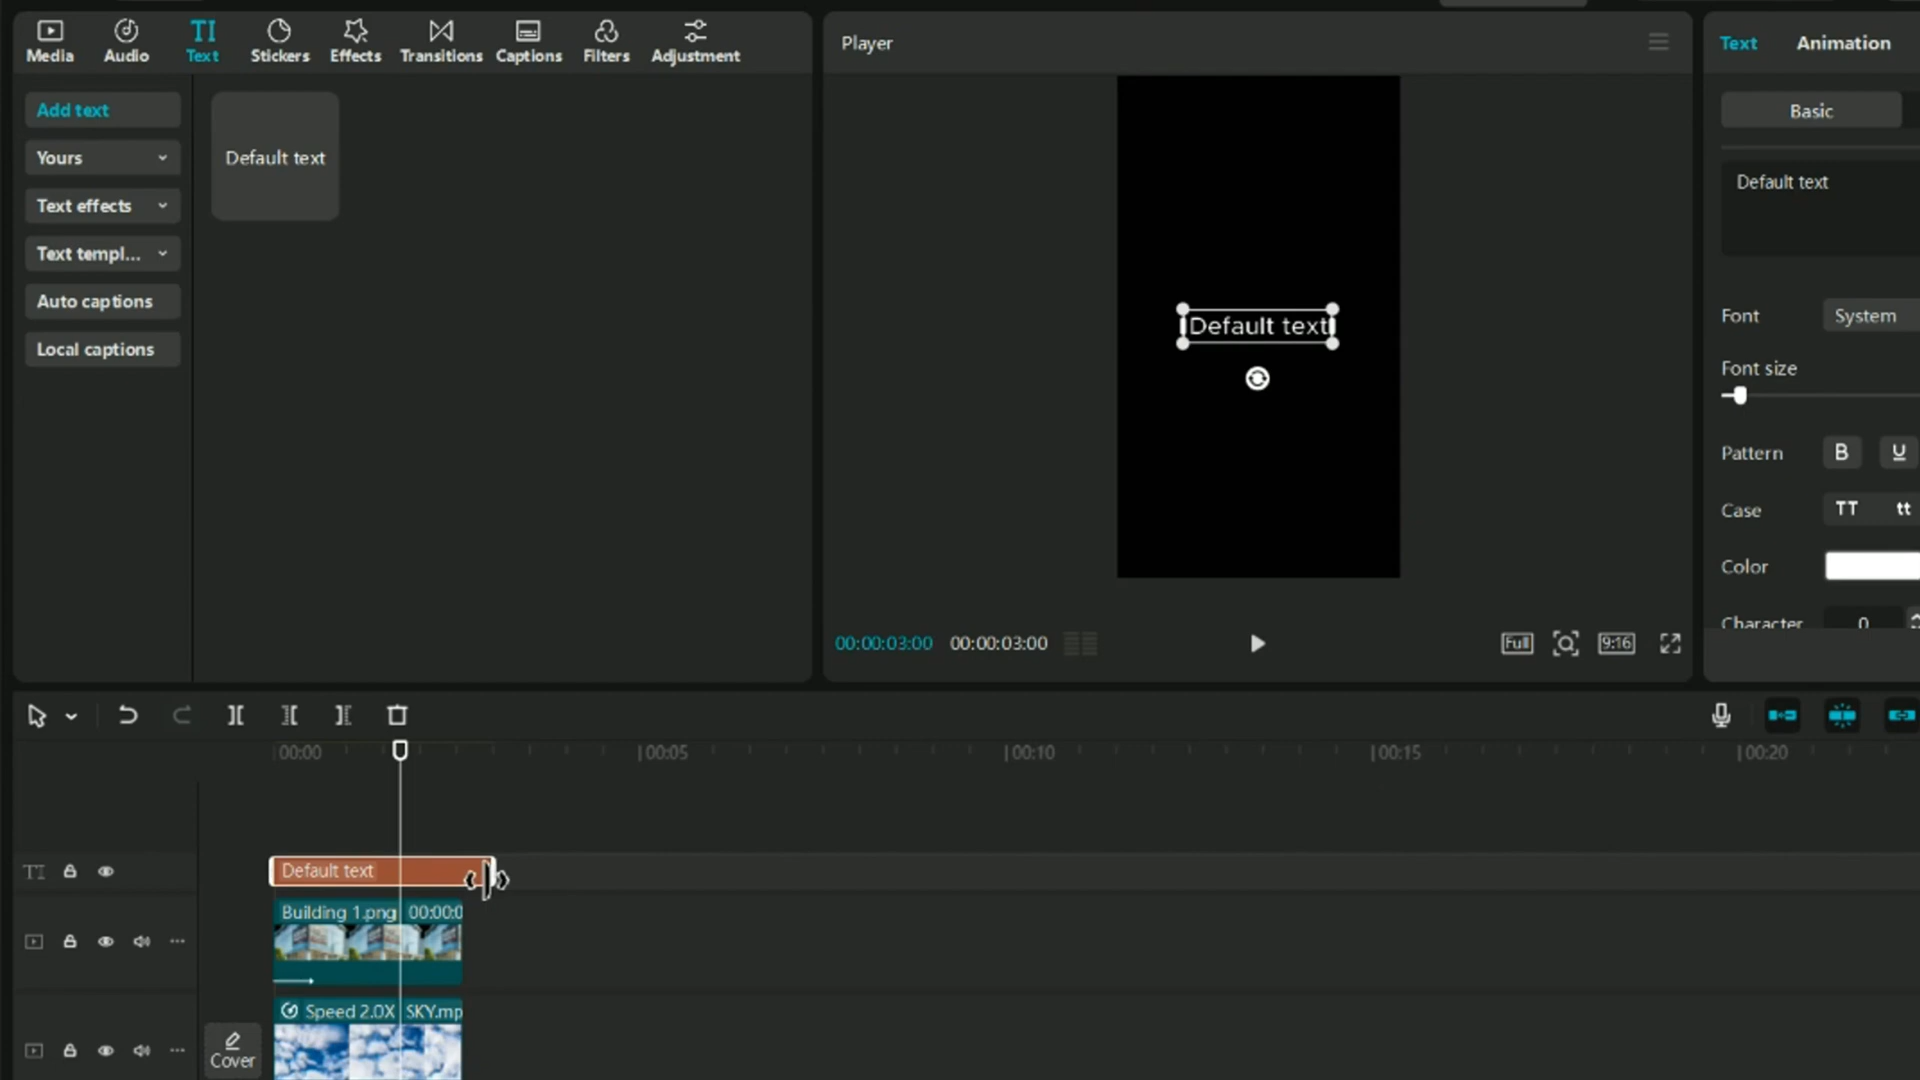 Media Audio TI Text Stickers Effects Transitions Captions Filters Adjustment
Add text
Yours
Text effects
Text templ...
Auto captions
Local captions
Default text
Player
Default text
00:00:03:00 00:00:03:00
Full 9:16
Text Animation
Basic
Default text
Font System
Font size
Pattern B U
Case TT tt
Color
Character 0
00:00 00:05 00:10 00:15 00:20
TI Default text
Building 1.png 00:00:0
Speed 2.0X SKY.mp
Cover